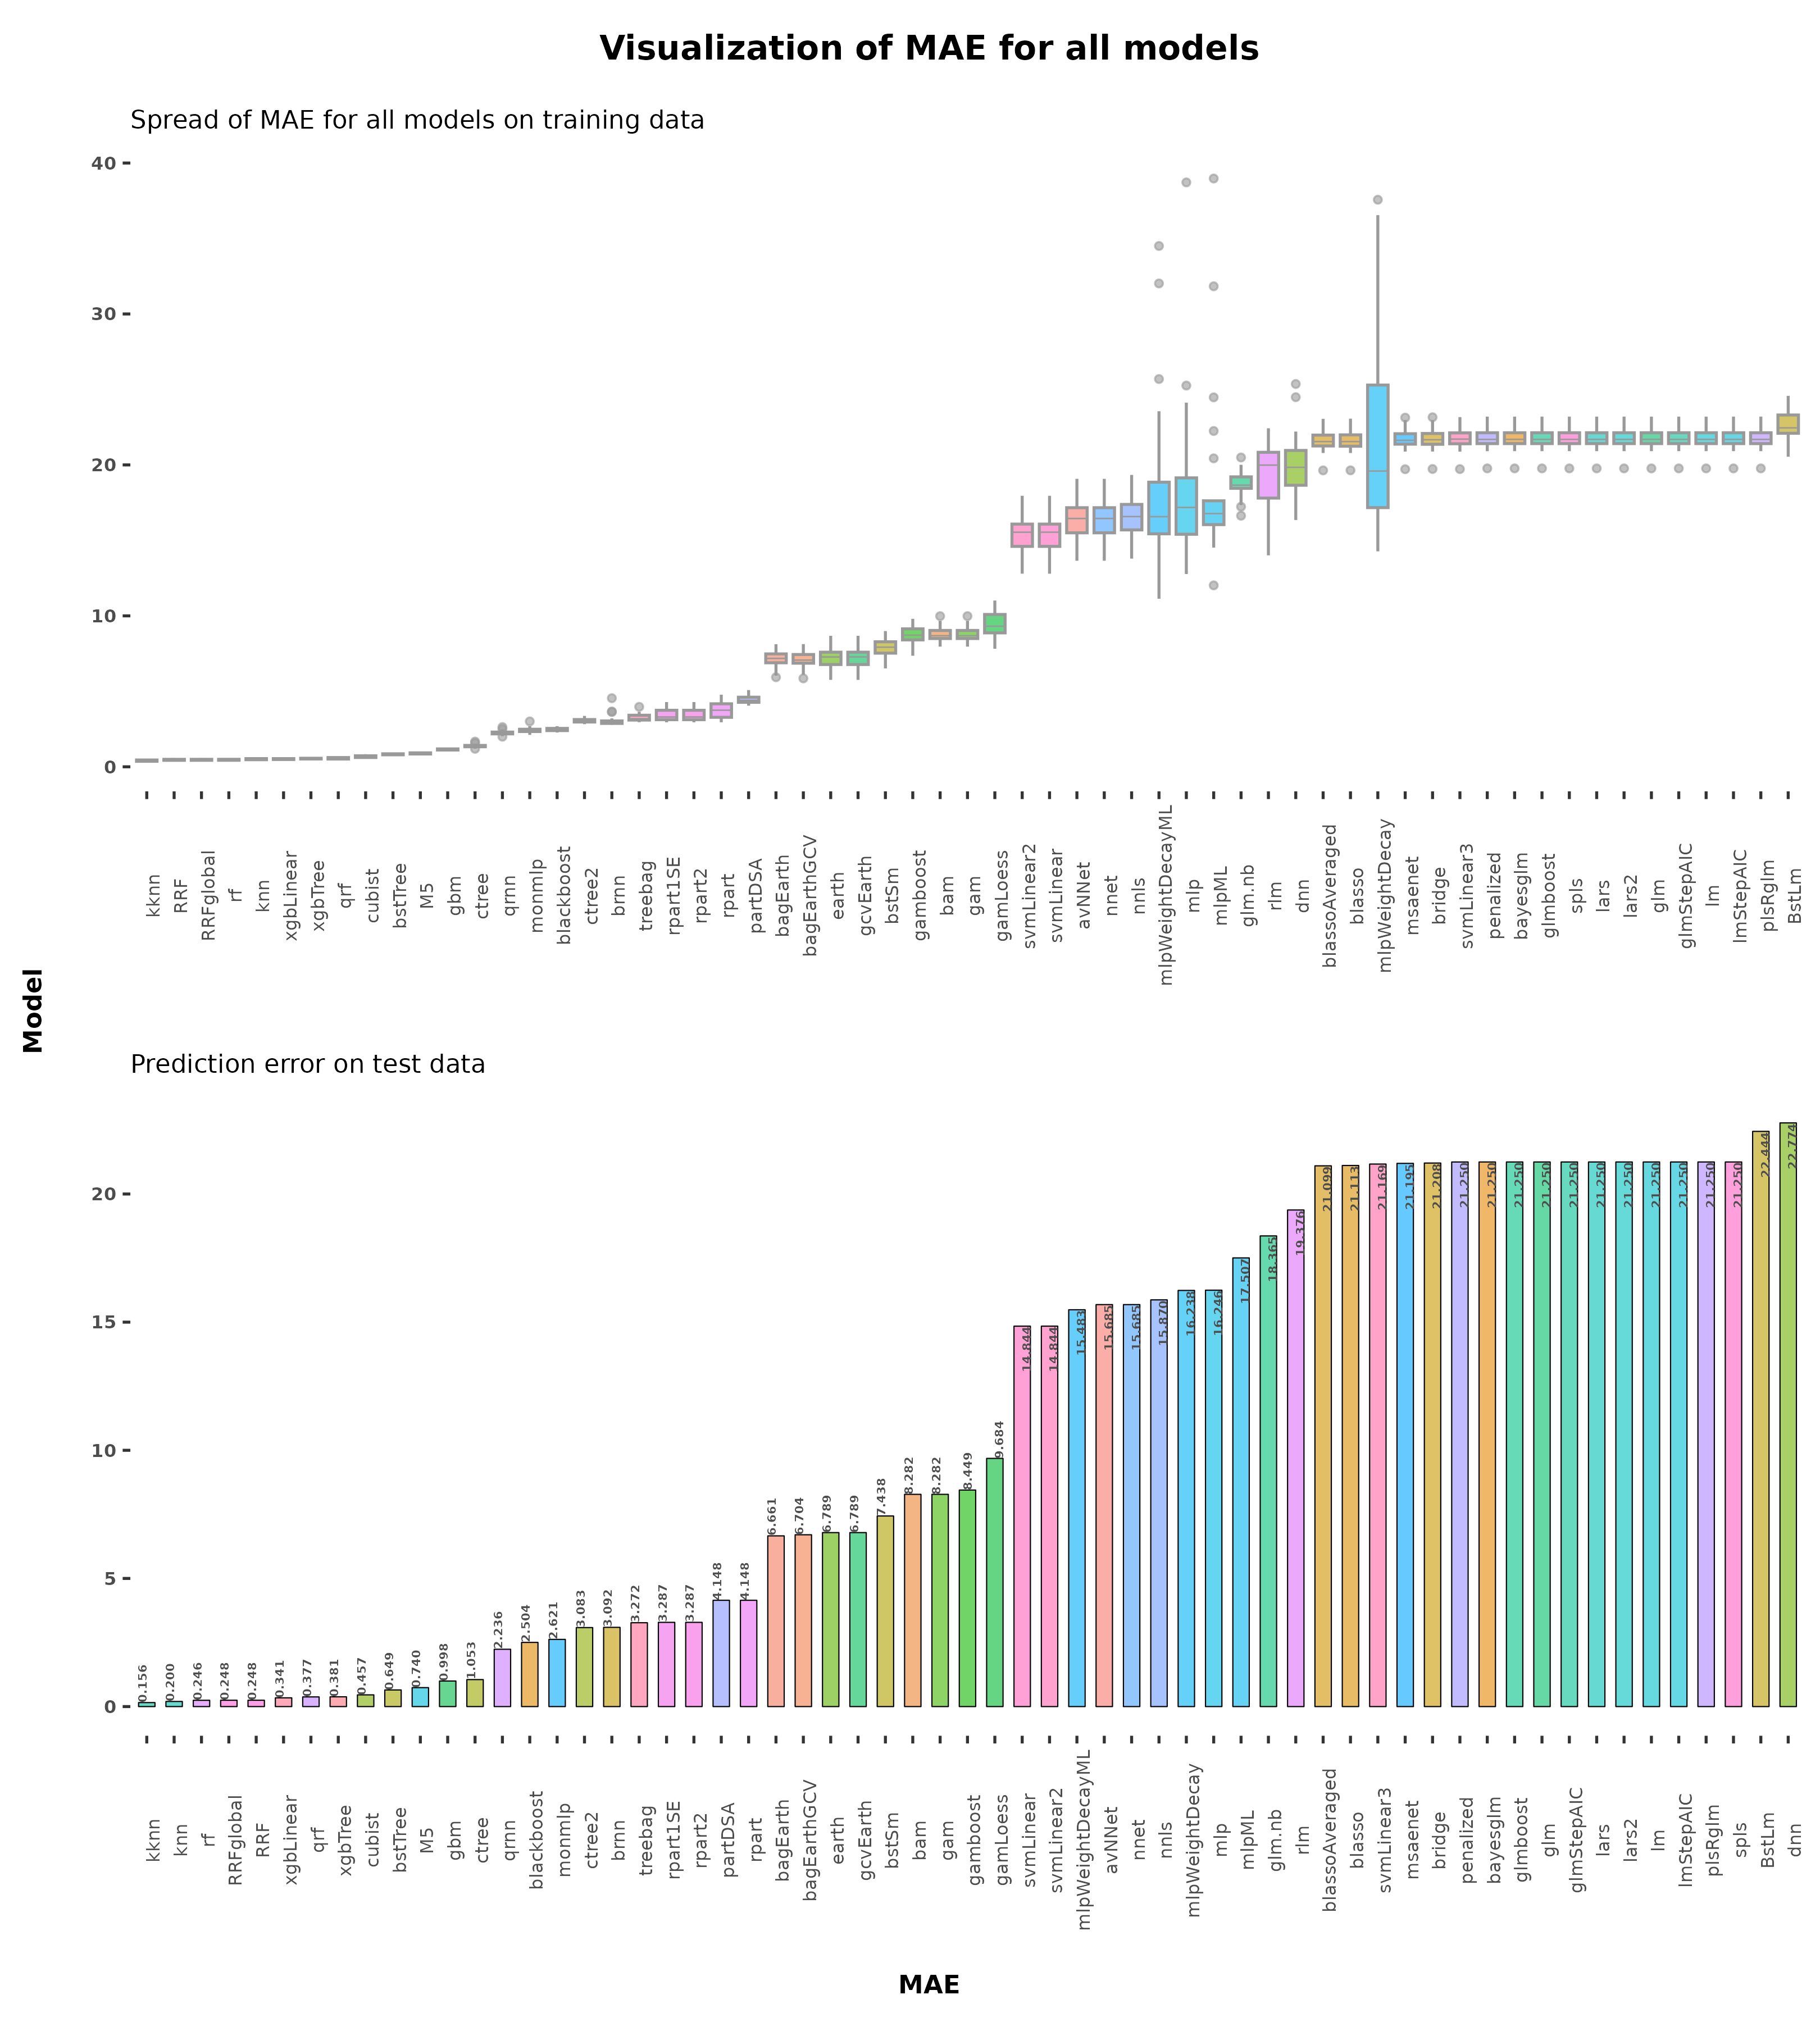 Visualization of MAE for all models
Spread of MAE for all models on training data
40
30
20
10
0
kknn
RRF
RRFglobal
rf
knn
xgbLinear
xgbTree
qrf
cubist
bstTree
M5
gbm
ctree
qrnn
monmlp
blackboost
ctree2
brnn
treebag
rpart1SE
rpart2
rpart
partDSA
bagEarth
bagEarthGCV
earth
gcvEarth
bstSm
gamboost
bam
gam
gamLoess
svmLinear2
svmLinear
avNNet
nnet
nnls
mlpWeightDecayML
mlp
mlpML
glm.nb
rlm
dnn
blassoAveraged
blasso
mlpWeightDecay
msaenet
bridge
svmLinear3
penalized
bayesglm
glmboost
spls
lars
lars2
glm
glmStepAIC
lm
lmStepAIC
plsRglm
BstLm
Model
Prediction error on test data
20
15
10
5
0
0.156
0.200
0.246
0.248
0.248
0.341
0.377
0.381
0.457
0.649
0.740
0.998
1.053
2.236
2.504
2.621
3.083
3.092
3.272
3.287
3.287
4.148
4.148
6.661
6.704
6.789
6.789
7.438
8.282
8.282
8.449
9.684
14.844
14.844
15.483
15.685
15.685
15.870
16.238
16.246
17.507
18.365
19.376
21.099
21.113
21.169
21.195
21.208
21.250
21.250
21.250
21.250
21.250
21.250
21.250
21.250
21.250
21.250
21.250
22.444
22.774
kknn
knn
rf
RRFglobal
RRF
xgbLinear
qrf
xgbTree
cubist
bstTree
M5
gbm
ctree
qrnn
blackboost
monmlp
ctree2
brnn
treebag
rpart1SE
rpart2
partDSA
rpart
bagEarth
bagEarthGCV
earth
gcvEarth
bstSm
bam
gam
gamboost
gamLoess
svmLinear
svmLinear2
mlpWeightDecayML
avNNet
nnet
nnls
mlpWeightDecay
mlp
mlpML
glm.nb
rlm
blassoAveraged
blasso
svmLinear3
msaenet
bridge
penalized
bayesglm
glmboost
glm
glmStepAIC
lars
lars2
lm
lmStepAIC
plsRglm
spls
BstLm
dnn
MAE